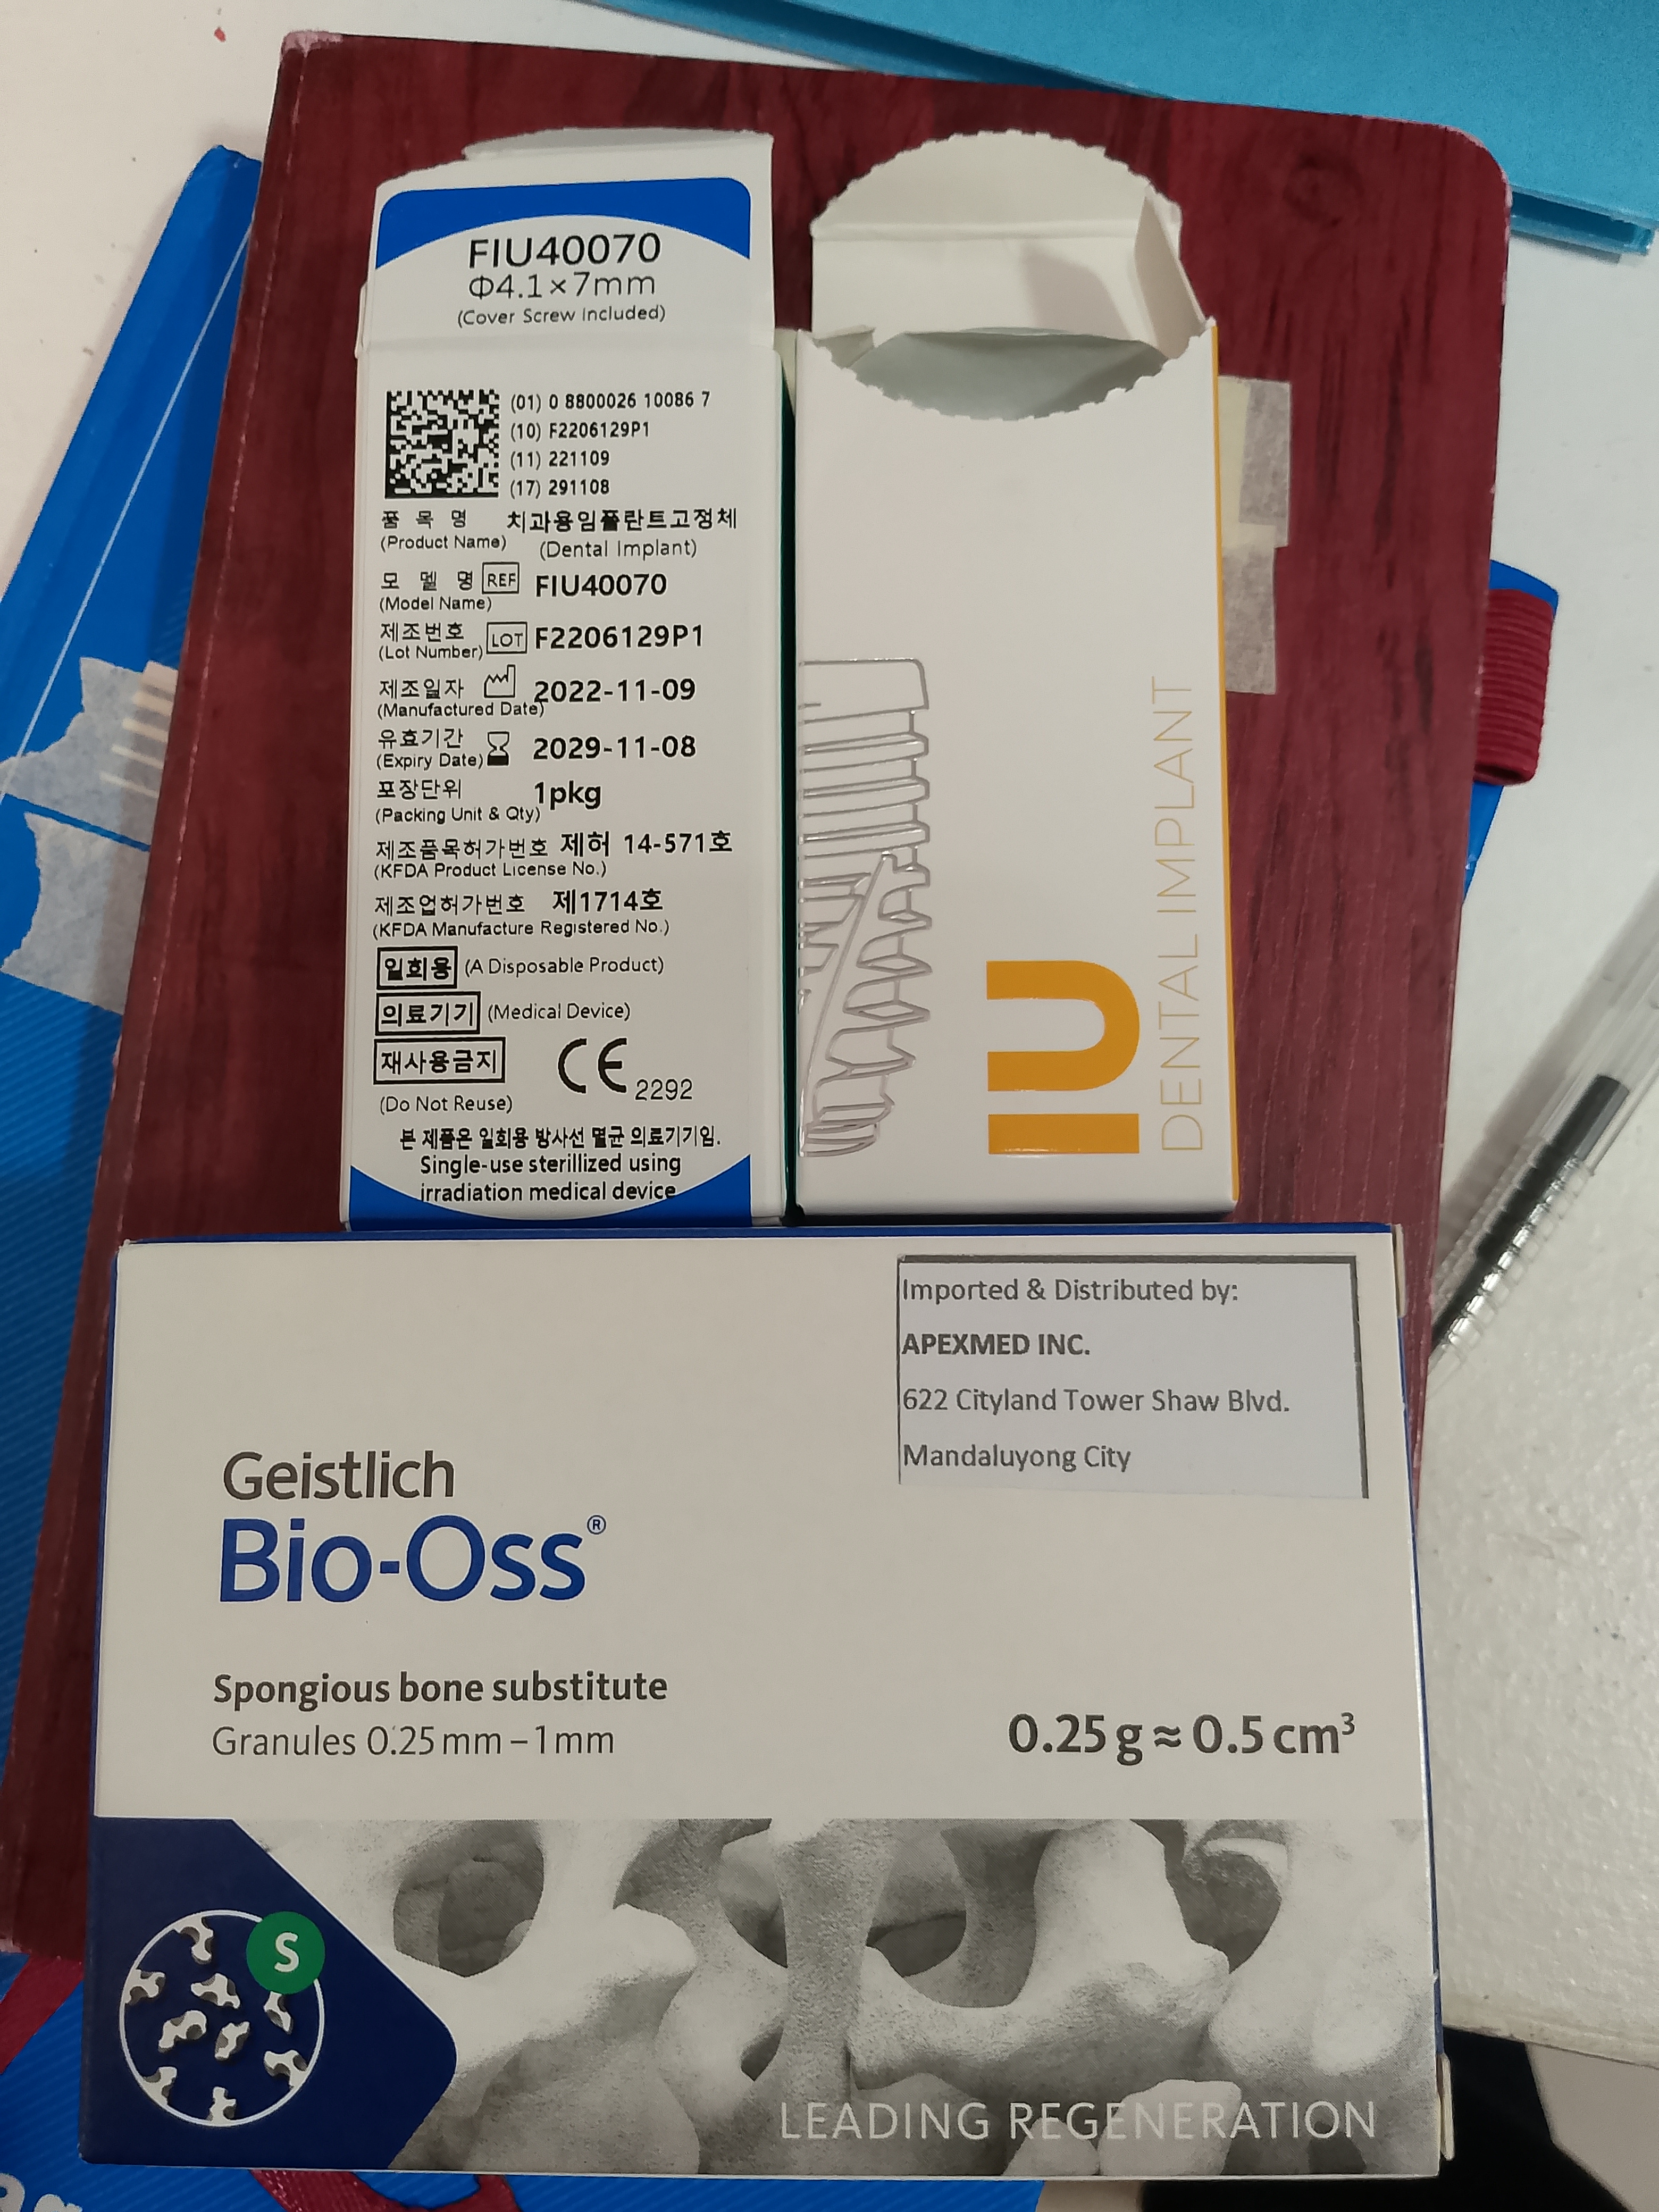 FIU40070
Φ4.1×7mm
(Cover Screw included)
(01) 0 8800026 10086 7
(10) F2206129P1
(11) 221109
(17) 291108
품 목 명 치과용임플란트고정체
(Product Name) (Dental Implant)
모 델 명 REF FIU40070
(Model Name)
제조번호 LOT F2206129P1
(Lot Number)
제조일자 2022-11-09
(Manufactured Date)
유효기간 2029-11-08
(Expiry Date)
포장단위 1pkg
(Packing Unit & Qty)
제조품목허가번호 제허 14-571호
(KFDA Product License No.)
제조업허가번호 제1714호
(KFDA Manufacture Registered No.)
일회용 (A Disposable Product)
의료기기 (Medical Device)
재사용금지 CE 2292
(Do Not Reuse)
본 제품은 일회용 방사선 멸균 의료기기임.
Single-use sterillized using
irradiation medical device
IU
DENTAL IMPLANT
Imported & Distributed by:
APEXMED INC.
622 Cityland Tower Shaw Blvd.
Mandaluyong City
Geistlich
Bio-Oss®
Spongious bone substitute
Granules 0.25 mm – 1 mm
0.25 g ≈ 0.5 cm³
S
LEADING REGENERATION